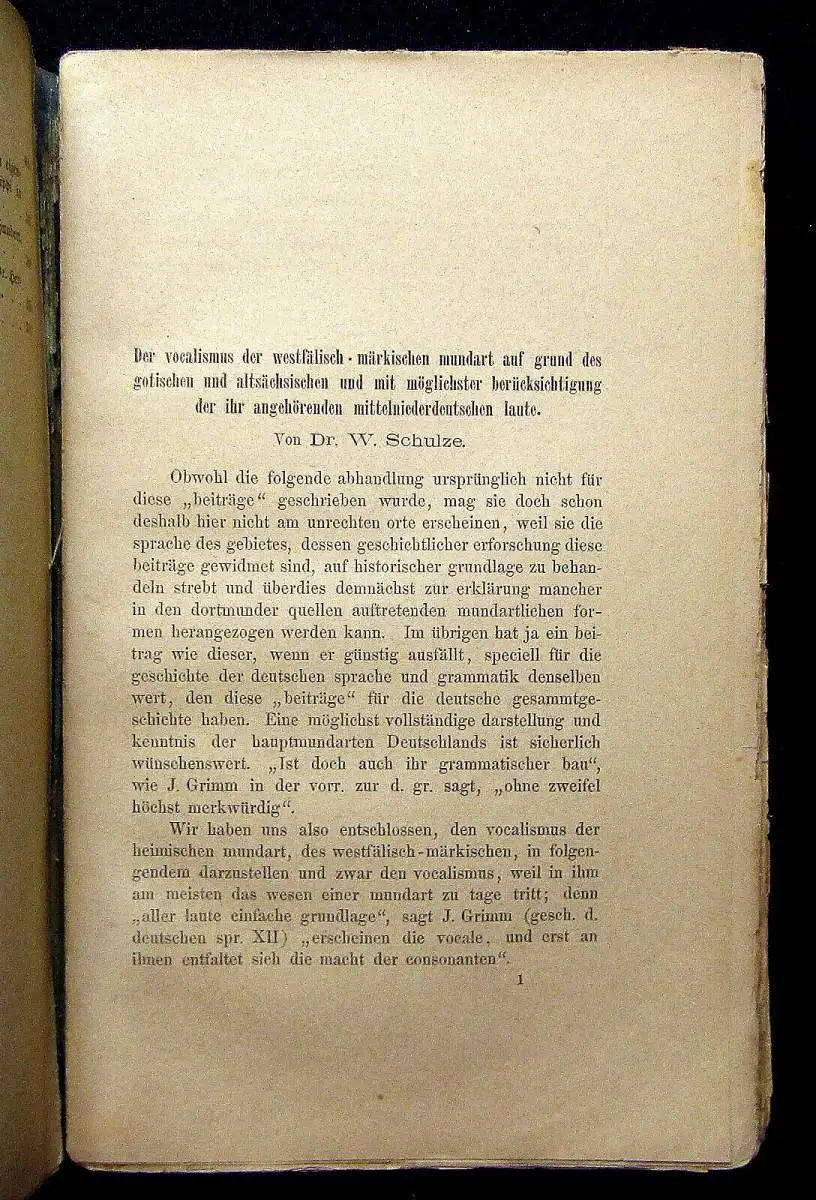 Der vocalismus der westfälisch-märkischen mundart auf grund des
gotischen und altsächsischen und mit möglichster berücksichtigung
der ihr angehörenden mittelniederdeutschen laute.
Von Dr. W. Schulze.
Obwohl die folgende abhandlung ursprünglich nicht für
diese „beiträge“ geschrieben wurde, mag sie doch schon
deshalb hier nicht am unrechten orte erscheinen, weil sie die
sprache des gebietes, dessen geschichtlicher erforschung diese
beiträge gewidmet sind, auf historischer grundlage zu behan-
deln strebt und überdies demnächst zur erklärung mancher
in den dortmunder quellen auftretenden mundartlichen for-
men herangezogen werden kann. Im übrigen hat ja ein bei-
trag wie dieser, wenn er günstig ausfällt, speciell für die
geschichte der deutschen sprache und grammatik denselben
wert, den diese „beiträge“ für die deutsche gesammtge-
schichte haben. Eine möglichst vollständige darstellung und
kenntnis der hauptmundarten Deutschlands ist sicherlich
wünschenswert. „Ist doch auch ihr grammatischer bau“,
wie J. Grimm in der vorr. zur d. gr. sagt, „ohne zweifel
höchst merkwürdig“.
Wir haben uns also entschlossen, den vocalismus der
heimischen mundart, des westfälisch-märkischen, in folgen-
gendem darzustellen und zwar den vocalismus, weil in ihm
am meisten das wesen einer mundart zu tage tritt; denn
„aller laute einfache grundlage“, sagt J. Grimm (gesch. d.
deutschen spr. XII) „erscheinen die vocale, und erst an
ihnen entfaltet sich die macht der consonanten“.
1